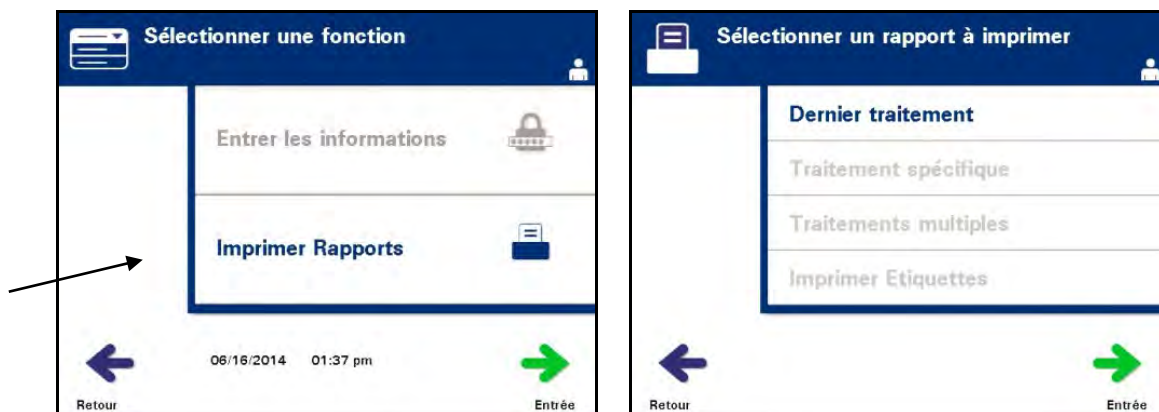 Sélectionner une fonction
Entrer les informations
Imprimer Rapports
06/16/2014 01:37 pm
Retour
Entrée
Sélectionner un rapport à imprimer
Dernier traitement
Traitement spécifique
Traitements multiples
Imprimer Etiquettes
Retour
Entrée